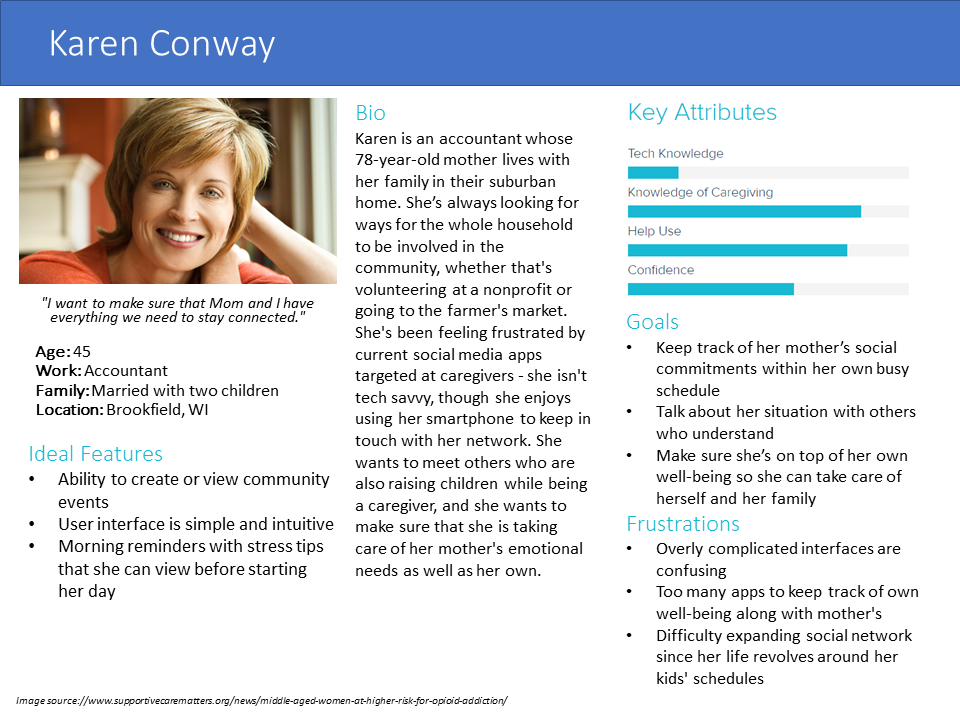 Karen Conway
"I want to make sure that Mom and I have
everything we need to stay connected."
Age: 45
Work: Accountant
Family: Married with two children
Location: Brookfield, WI
Ideal Features
• Ability to create or view community
events
• User interface is simple and intuitive
• Morning reminders with stress tips
that she can view before starting
her day
Bio
Karen is an accountant whose
78-year-old mother lives with
her family in their suburban
home. She’s always looking for
ways for the whole household
to be involved in the
community, whether that's
volunteering at a nonprofit or
going to the farmer's market.
She's been feeling frustrated by
current social media apps
targeted at caregivers - she isn't
tech savvy, though she enjoys
using her smartphone to keep in
touch with her network. She
wants to meet others who are
also raising children while being
a caregiver, and she wants to
make sure that she is taking
care of her mother's emotional
needs as well as her own.
Key Attributes
Tech Knowledge
Knowledge of Caregiving
Help Use
Confidence
Goals
• Keep track of her mother’s social
commitments within her own busy
schedule
• Talk about her situation with others
who understand
• Make sure she’s on top of her own
well-being so she can take care of
herself and her family
Frustrations
• Overly complicated interfaces are
confusing
• Too many apps to keep track of own
well-being along with mother's
• Difficulty expanding social network
since her life revolves around her
kids' schedules
Image source://www.supportivecarematters.org/news/middle-aged-women-at-higher-risk-for-opioid-addiction/